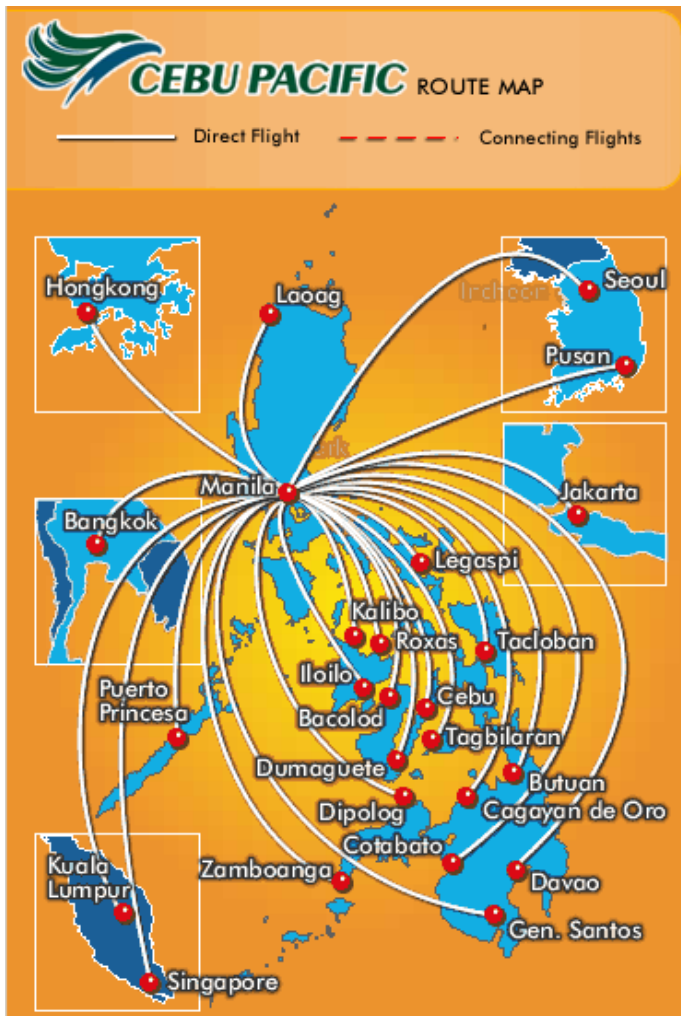 CEBU PACIFIC ROUTE MAP
Direct Flight
Connecting Flights
Hongkong
Laoag
Incheon
Seoul
Pusan
Manila
Jakarta
Bangkok
Legaspi
Kalibo
Roxas
Tacloban
Iloilo
Puerto
Princesa
Bacolod
Cebu
Tagbilaran
Dumaguete
Butuan
Dipolog
Cagayan de Oro
Cotabato
Kuala
Lumpur
Zamboanga
Davao
Gen. Santos
Singapore